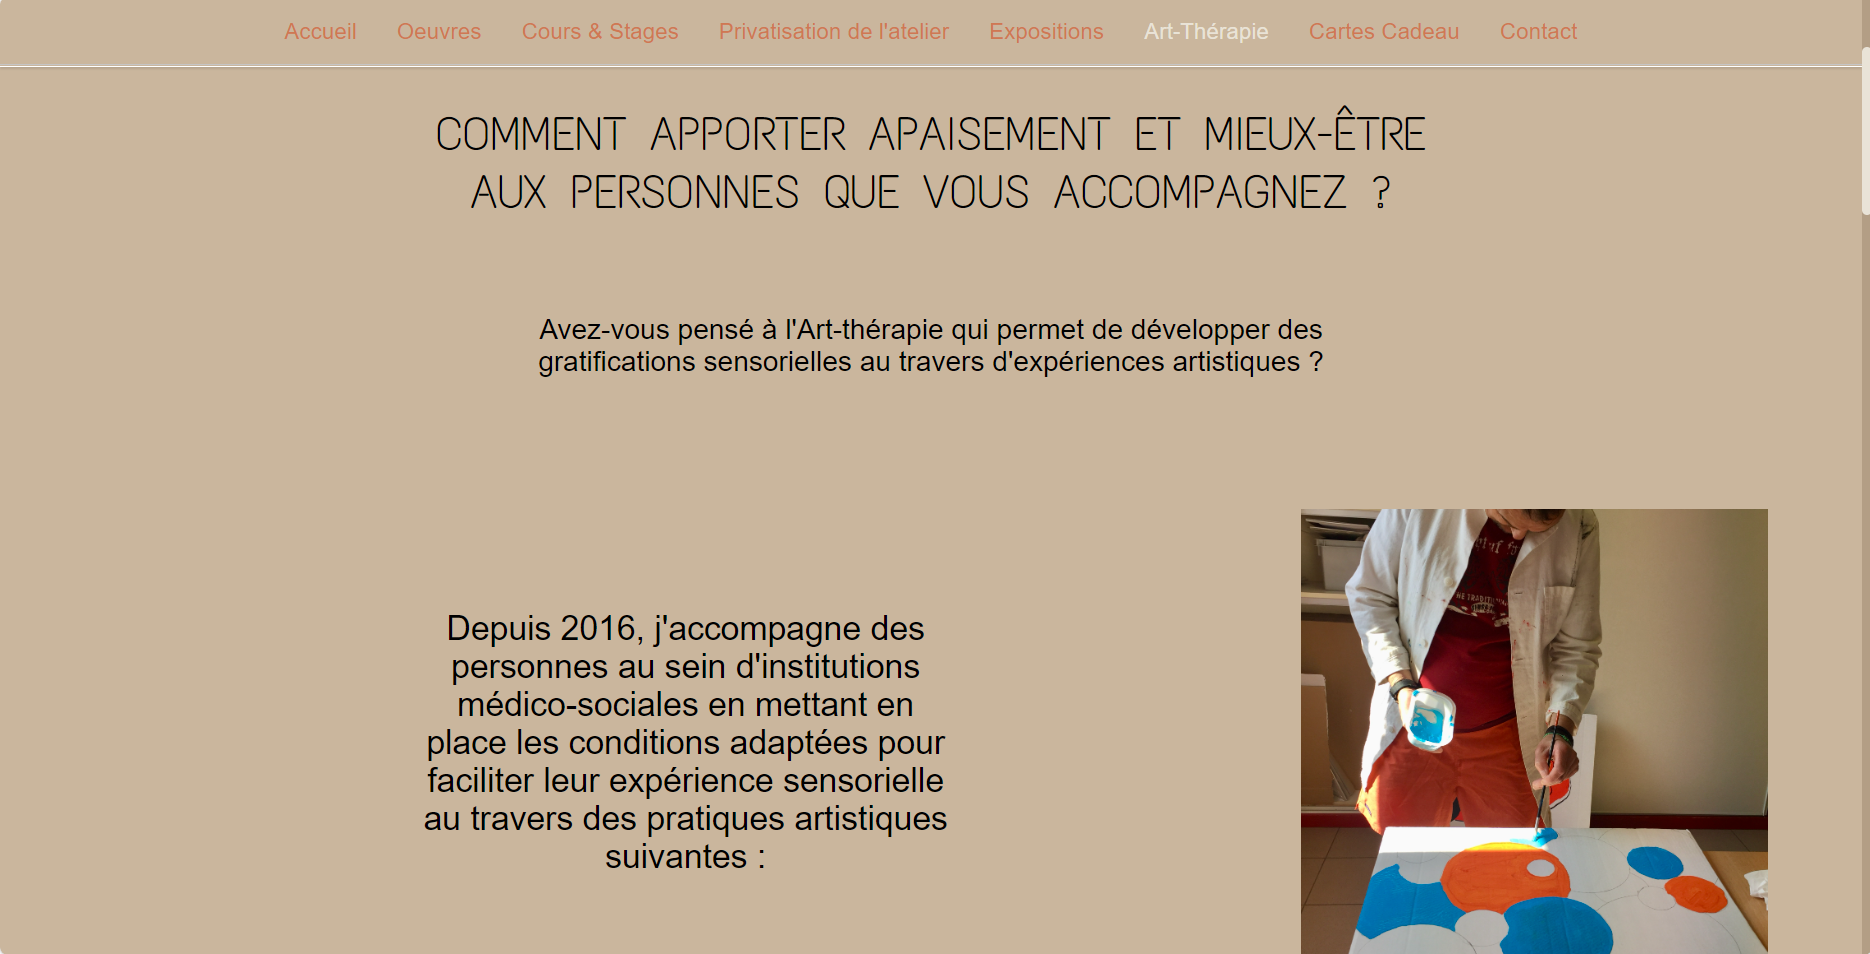 Accueil Oeuvres Cours & Stages Privatisation de l'atelier Expositions Art-Thérapie Cartes Cadeau Contact
COMMENT APPORTER APAISEMENT ET MIEUX-ÊTRE
AUX PERSONNES QUE VOUS ACCOMPAGNEZ ?
Avez-vous pensé à l'Art-thérapie qui permet de développer des
gratifications sensorielles au travers d'expériences artistiques ?
Depuis 2016, j'accompagne des
personnes au sein d'institutions
médico-sociales en mettant en
place les conditions adaptées pour
faciliter leur expérience sensorielle
au travers des pratiques artistiques
suivantes :